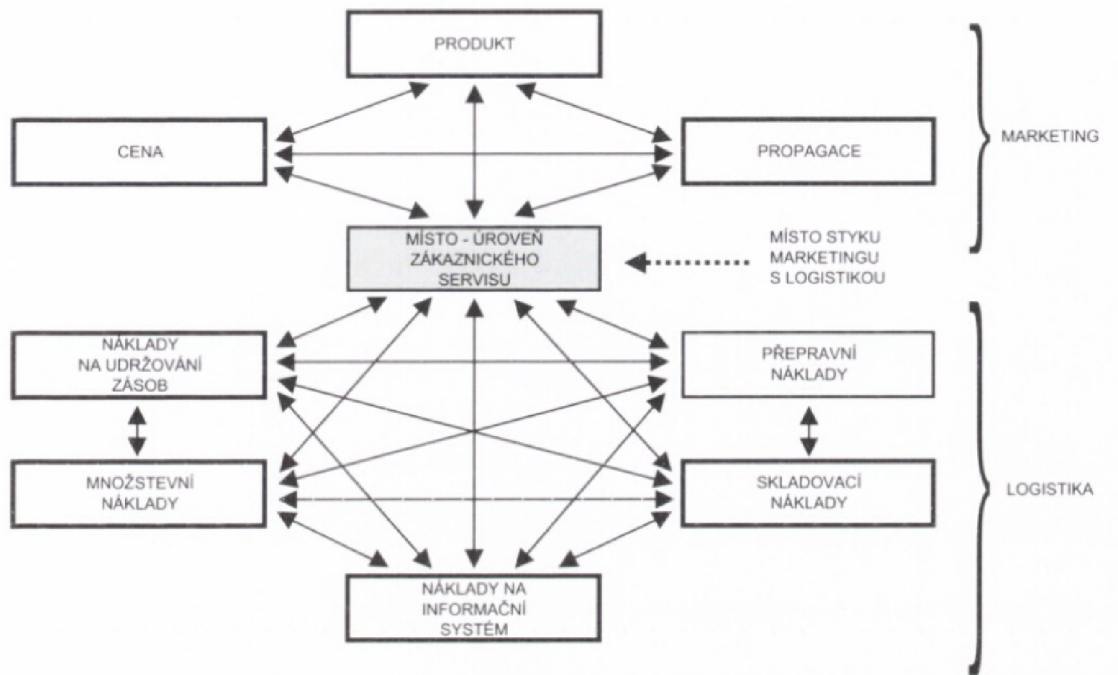 PRODUKT
CENA
PROPAGACE
MARKETING
MÍSTO - ÚROVEŇ
ZÁKAZNICKÉHO
SERVISU
MÍSTO STYKU
MARKETINGU
S LOGISTIKOU
NÁKLADY
NA UDRŽOVÁNÍ
ZÁSOB
PŘEPRAVNÍ
NÁKLADY
MNOŽSTEVNÍ
NÁKLADY
SKLADOVACÍ
NÁKLADY
LOGISTIKA
NÁKLADY NA
INFORMAČNÍ
SYSTÉM